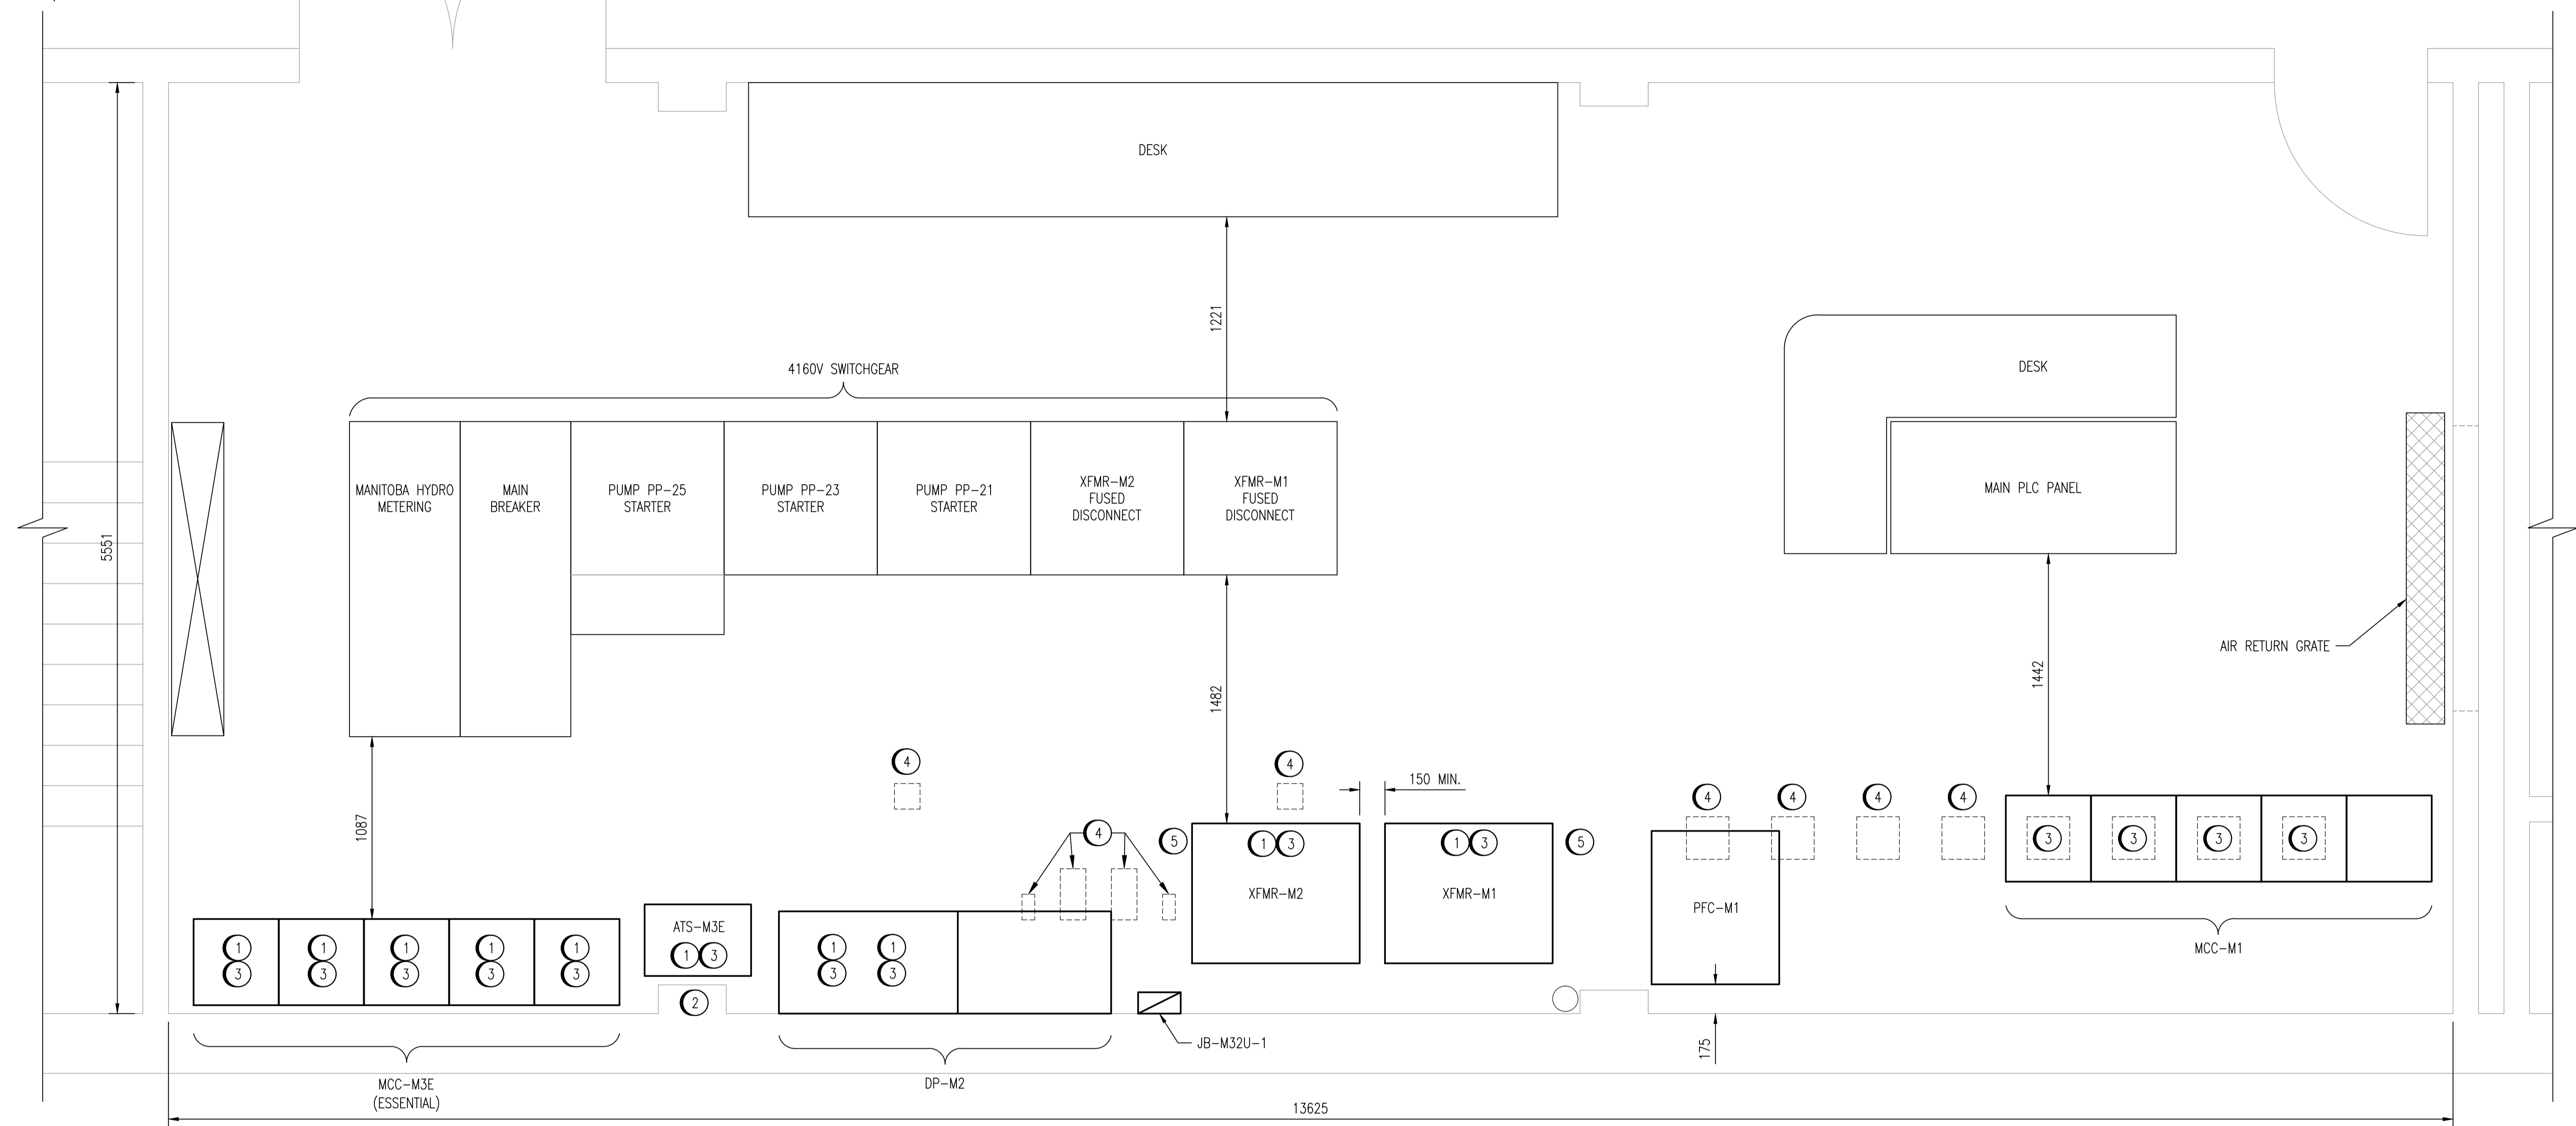 DESK
1221
4160V SWITCHGEAR
DESK
MANITOBA HYDRO
METERING
MAIN
BREAKER
PUMP PP-25
STARTER
PUMP PP-23
STARTER
PUMP PP-21
STARTER
XFMR-M2
FUSED
DISCONNECT
XFMR-M1
FUSED
DISCONNECT
MAIN PLC PANEL
5551
AIR RETURN GRATE
1442
1482
4
4
150 MIN.
4
4
4
4
1087
4
5
1 3
1 3
5
3
3
3
3
XFMR-M2
XFMR-M1
PFC-M1
ATS-M3E
1 3
1
3
1
3
1
3
1
3
1
3
1
3
1
3
2
MCC-M1
JB-M32U-1
175
MCC-M3E
(ESSENTIAL)
DP-M2
13625